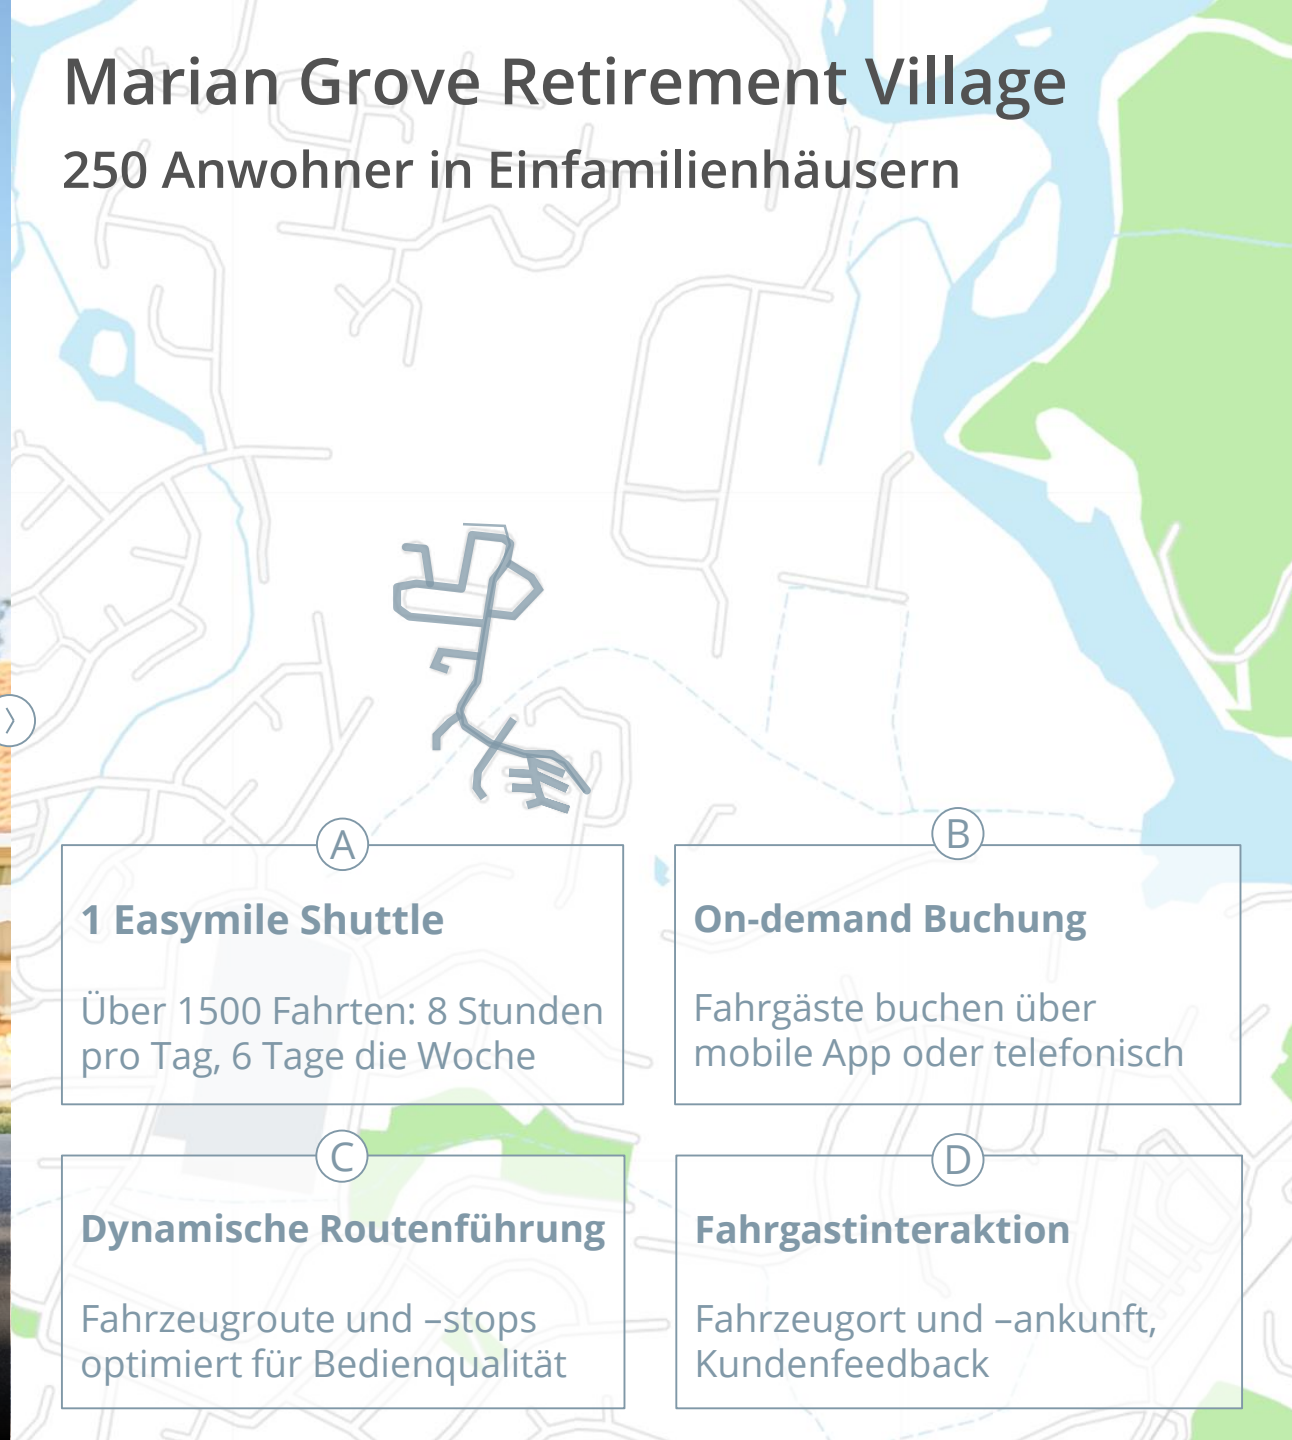 Marian Grove Retirement Village
250 Anwohner in Einfamilienhäusern
A
1 Easymile Shuttle
Über 1500 Fahrten: 8 Stunden
pro Tag, 6 Tage die Woche
B
On-demand Buchung
Fahrgäste buchen über
mobile App oder telefonisch
C
Dynamische Routenführung
Fahrzeugroute und –stops
optimiert für Bedienqualität
D
Fahrgastinteraktion
Fahrzeugort und –ankunft,
Kundenfeedback